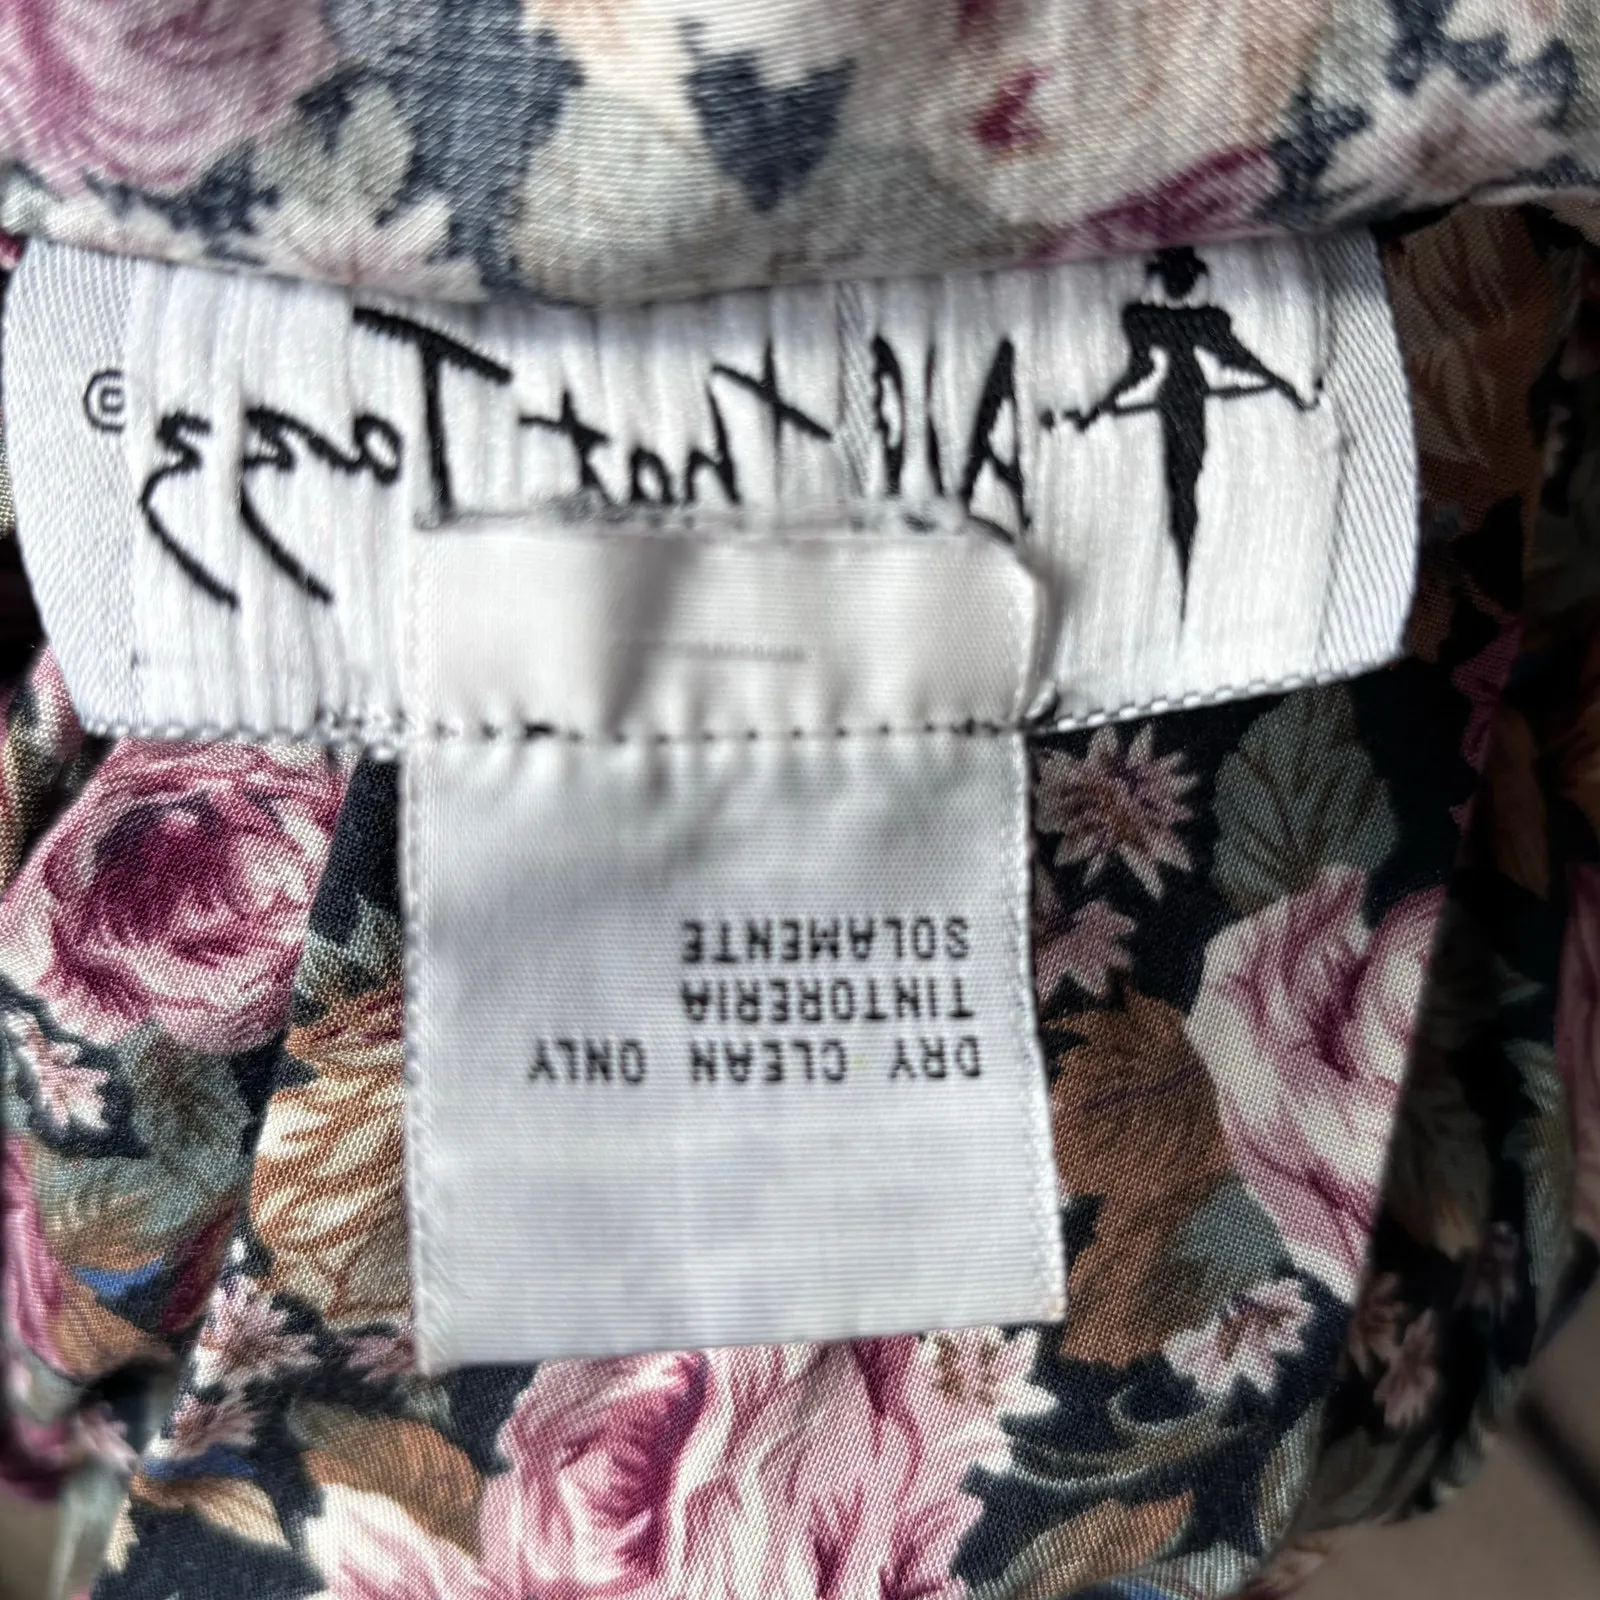 All That Jazz ®
DRY CLEAN ONLY
TINTORERIA
SOLAMENTE